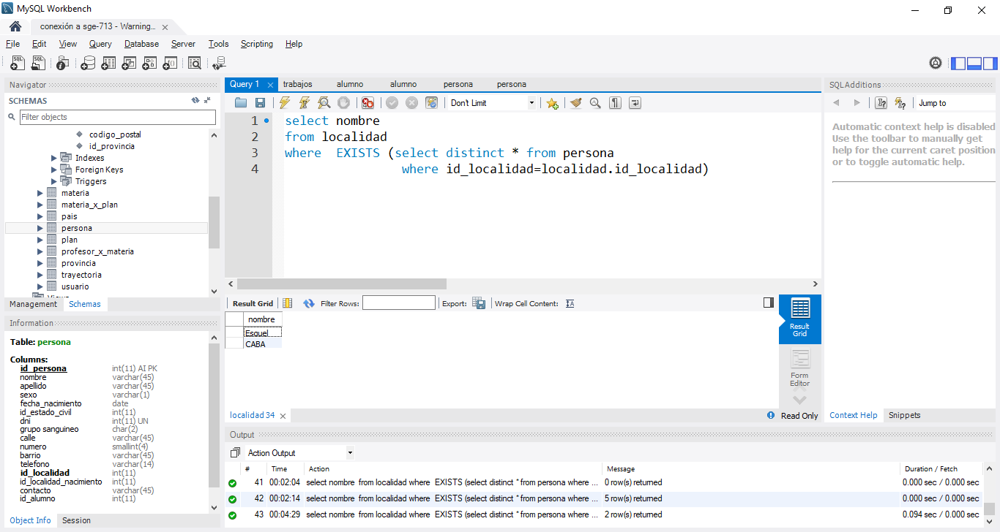 MySQL Workbench
conexión a sge-713 - Warning...
File Edit View Query Database Server Tools Scripting Help
Navigator
SCHEMAS
Filter objects
codigo_postal
id_provincia
Indexes
Foreign Keys
Triggers
materia
materia_x_plan
pais
persona
plan
profesor_x_materia
provincia
trayectoria
usuario
Views
Management Schemas
Information
Table: persona
Columns:
id_persona int(11) AI PK
nombre varchar(45)
apellido varchar(45)
sexo varchar(1)
fecha_nacimiento date
id_estado_civil int(11)
dni int(11) UN
grupo sanguineo char(2)
calle varchar(45)
numero smallint(4)
barrio varchar(45)
telefono varchar(14)
id_localidad int(11)
id_localidad_nacimiento int(11)
contacto varchar(45)
id_alumno int(11)
Object Info Session
Query 1 trabajos alumno alumno persona persona
Don't Limit
1 select nombre
2 from localidad
3 where EXISTS (select distinct * from persona
4 where id_localidad=localidad.id_localidad)
Result Grid Filter Rows: Export: Wrap Cell Content:
nombre
Esquel
CABA
Result Grid
Form Editor
localidad 34
Read Only
SQLAdditions
Jump to
Automatic context help is disabled
Use the toolbar to manually get
help for the current caret position
or to toggle automatic help.
Context Help Snippets
Output
Action Output
# Time Action Message Duration / Fetch
41 00:02:04 select nombre from localidad where EXISTS (select distinct * from persona where ... 0 row(s) returned 0.000 sec / 0.000 sec
42 00:02:14 select nombre from localidad where EXISTS (select distinct * from persona where ... 5 row(s) returned 0.000 sec / 0.000 sec
43 00:04:29 select nombre from localidad where EXISTS (select distinct * from persona where ... 2 row(s) returned 0.094 sec / 0.000 sec